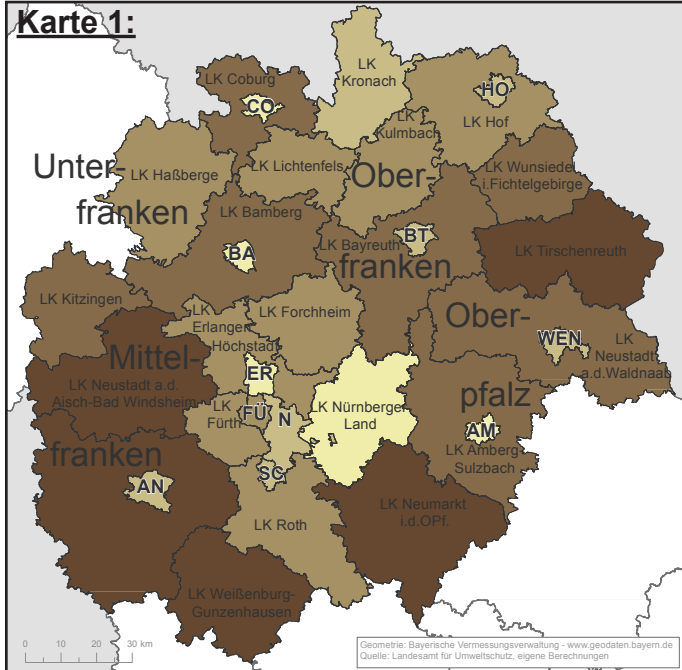 Karte 1:
LK Coburg
CO
LK
Kronach
HO
LK Hof
LK
Kulmbach
LK Wunsiedel
i.Fichtelgebirge
Unter-
franken
LK Haßberge
LK Lichtenfels
Ober-
franken
LK Bamberg
BA
LK Bayreuth
BT
LK Tirschenreuth
LK Kitzingen
LK
Erlangen
Höchstadt
LK Forchheim
Ober-
pfalz
WEN
LK
Neustadt
a.d.Waldnaab
Mittel-
franken
LK Neustadt a.d.
Aisch-Bad Windsheim
ER
FÜ
N
LK
Fürth
LK Nürnberger
Land
AM
LK Amberg
Sulzbach
AN
SC
LK Roth
LK Neumarkt
i.d.OPf.
LK Weißenburg-
Gunzenhausen
0 10 20 30 km
Geometrie: Bayerische Vermessungsverwaltung - www.geodaten.bayern.de
Quelle: Landesamt für Umweltschutz, eigene Berechnungen